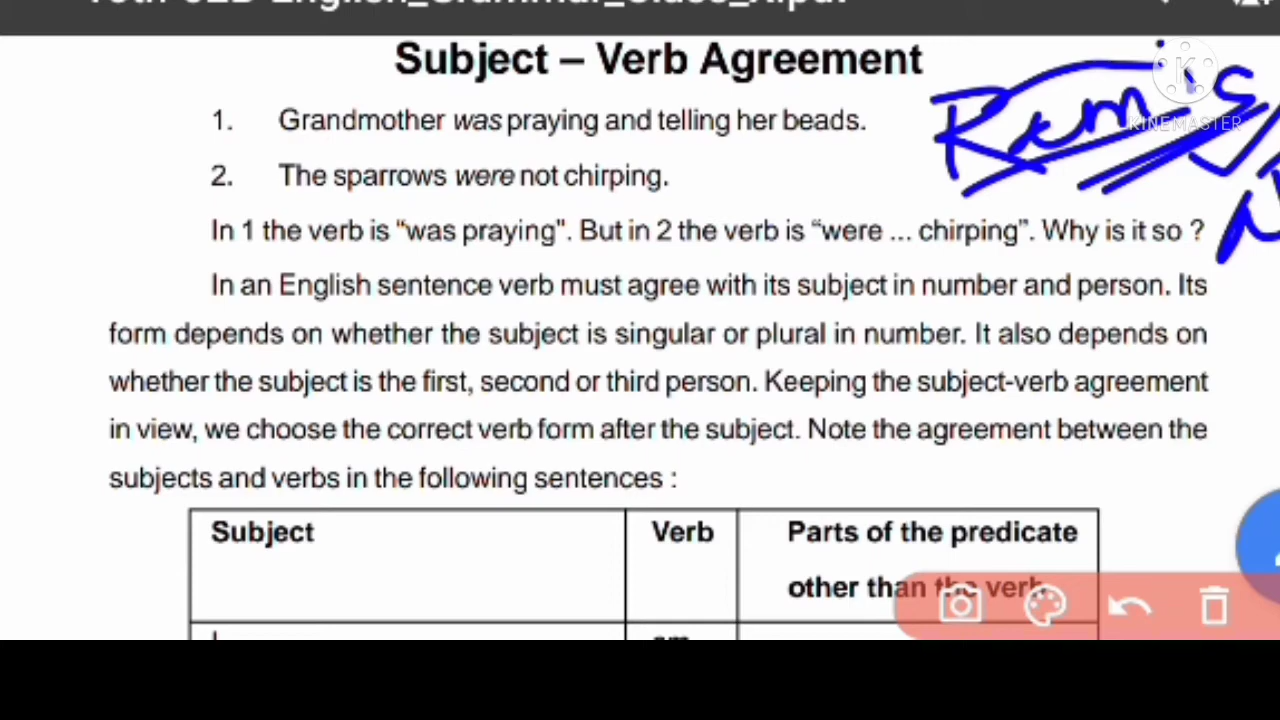 Subject – Verb Agreement
1. Grandmother was praying and telling her beads.
2. The sparrows were not chirping.
In 1 the verb is “was praying". But in 2 the verb is “were ... chirping”. Why is it so ?
In an English sentence verb must agree with its subject in number and person. Its
form depends on whether the subject is singular or plural in number. It also depends on
whether the subject is the first, second or third person. Keeping the subject-verb agreement
in view, we choose the correct verb form after the subject. Note the agreement between the
subjects and verbs in the following sentences :
Subject
Verb
Parts of the predicate
other than the verb
KINEMASTER
K
Ram is